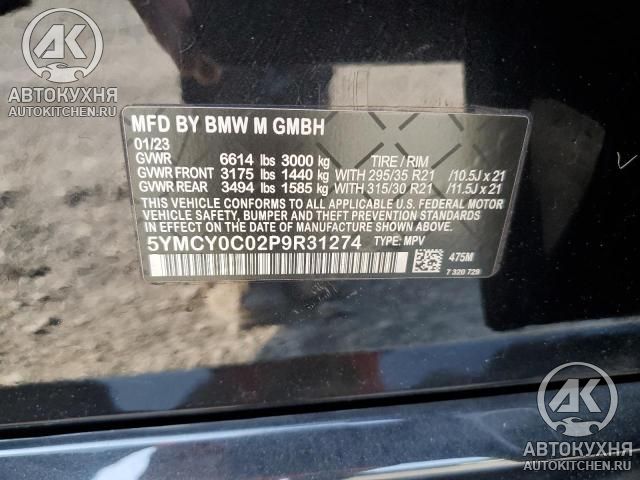 AK
АВТОКУХНЯ
AUTOKITCHEN.RU
MFD BY BMW M GMBH
01/23
GVWR 6614 lbs 3000 kg TIRE / RIM
GVWR FRONT 3175 lbs 1440 kg WITH 295/35 R21 /10.5J x 21
GVWR REAR 3494 lbs 1585 kg WITH 315/30 R21 /11.5J x 21
THIS VEHICLE CONFORMS TO ALL APPLICABLE U.S. FEDERAL MOTOR
VEHICLE SAFETY, BUMPER, AND THEFT PREVENTION STANDARDS
IN EFFECT ON THE DATE OF MANUFACTURE SHOWN ABOVE.
5YMCY0C02P9R31274 TYPE: MPV
475M
7 320 729
AK
АВТОКУХНЯ
AUTOKITCHEN.RU